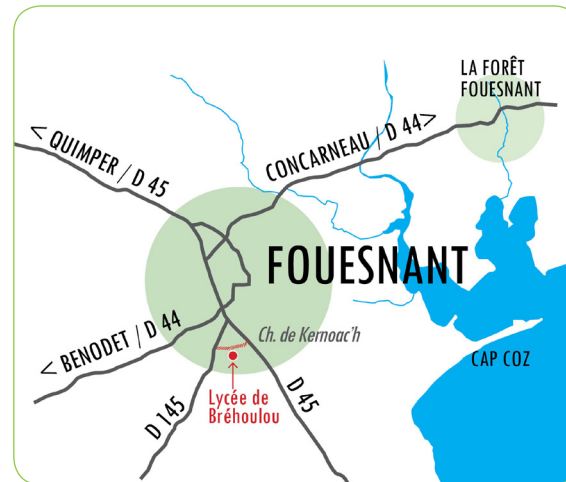 LA FORÊT
FOUESNANT
< QUIMPER / D 45
CONCARNEAU / D 44>
FOUESNANT
< BENODET / D 44
Ch. de Kernoac'h
CAP COZ
Lycée de
Bréhoulou
D 145
D 45